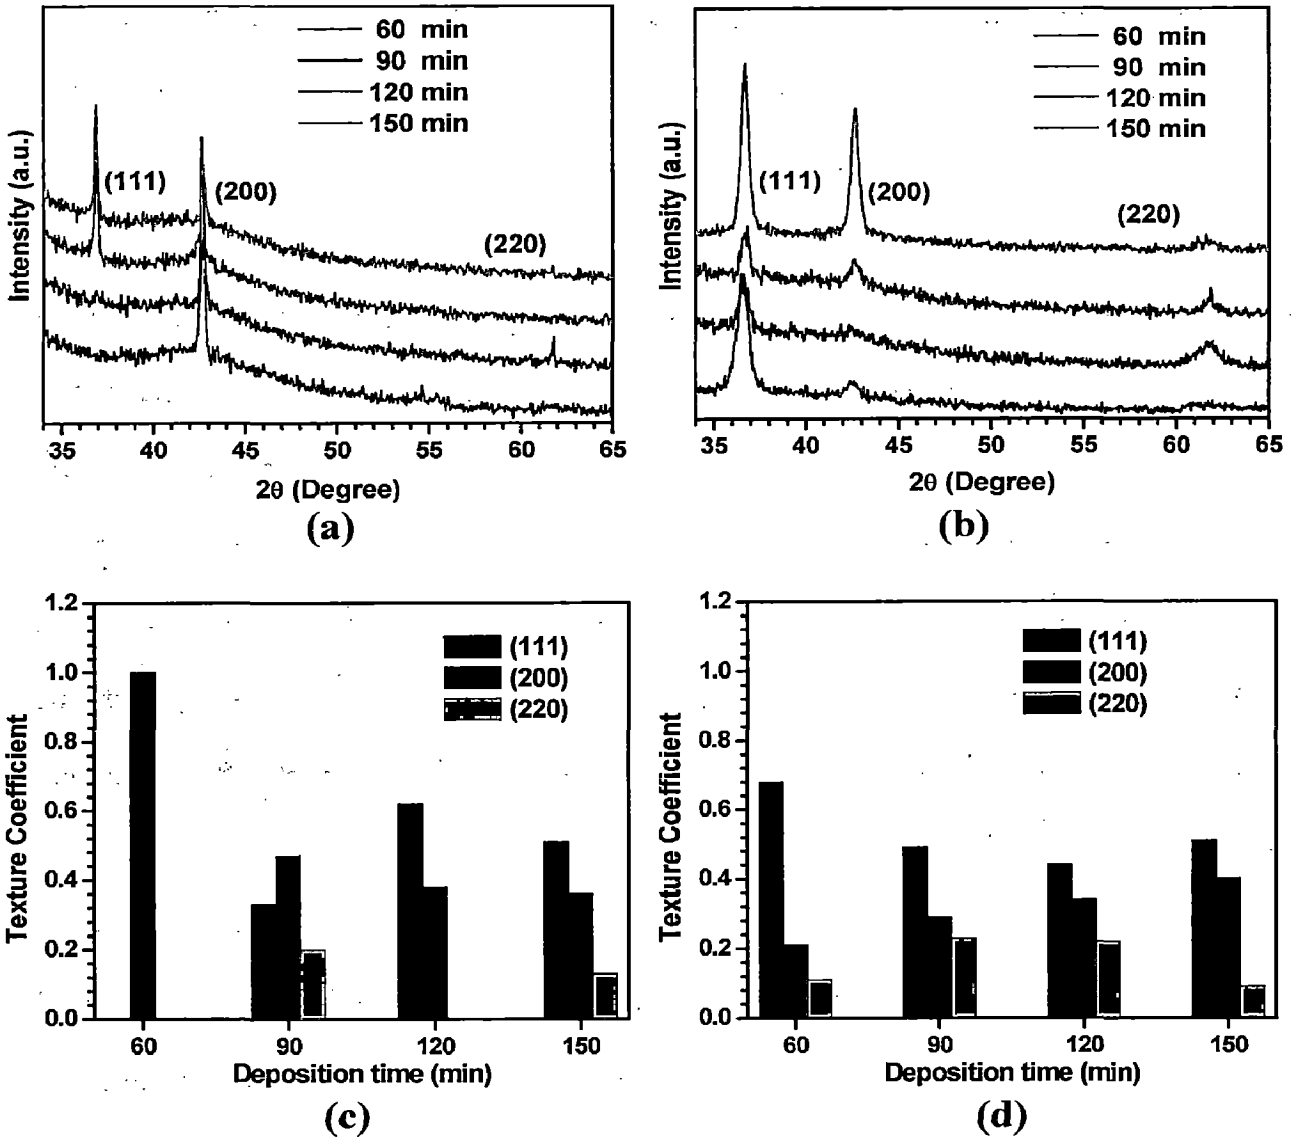 60 min
90 min
120 min
150 min
(111)
(200)
(220)
Intensity (a.u.)
35 40 45 50 55 60 65
2θ (Degree)
(a)
60 min
90 min
120 min
150 min
(111)
(200)
(220)
Intensity (a.u.)
35 40 45 50 55 60 65
2θ (Degree)
(b)
1.2
1.0
0.8
0.6
0.4
0.2
0.0
Texture Coefficient
(111)
(200)
(220)
60 90 120 150
Deposition time (min)
(c)
1.2
1.0
0.8
0.6
0.4
0.2
0.0
Texture Coefficient
(111)
(200)
(220)
60 90 120 150
Deposition time (min)
(d)